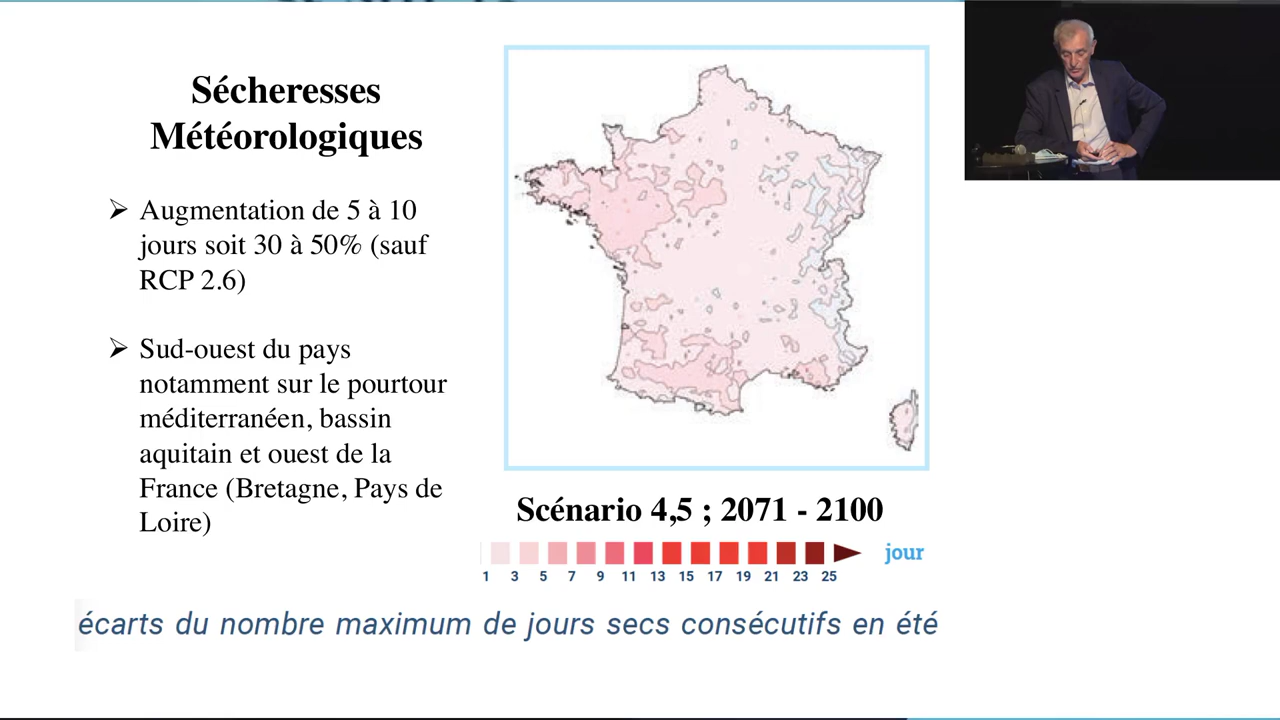 Sécheresses
Météorologiques
➢ Augmentation de 5 à 10
jours soit 30 à 50% (sauf
RCP 2.6)
➢ Sud-ouest du pays
notamment sur le pourtour
méditerranéen, bassin
aquitain et ouest de la
France (Bretagne, Pays de
Loire)
Scénario 4,5 ; 2071 - 2100
jour
1 3 5 7 9 11 13 15 17 19 21 23 25
écarts du nombre maximum de jours secs consécutifs en été